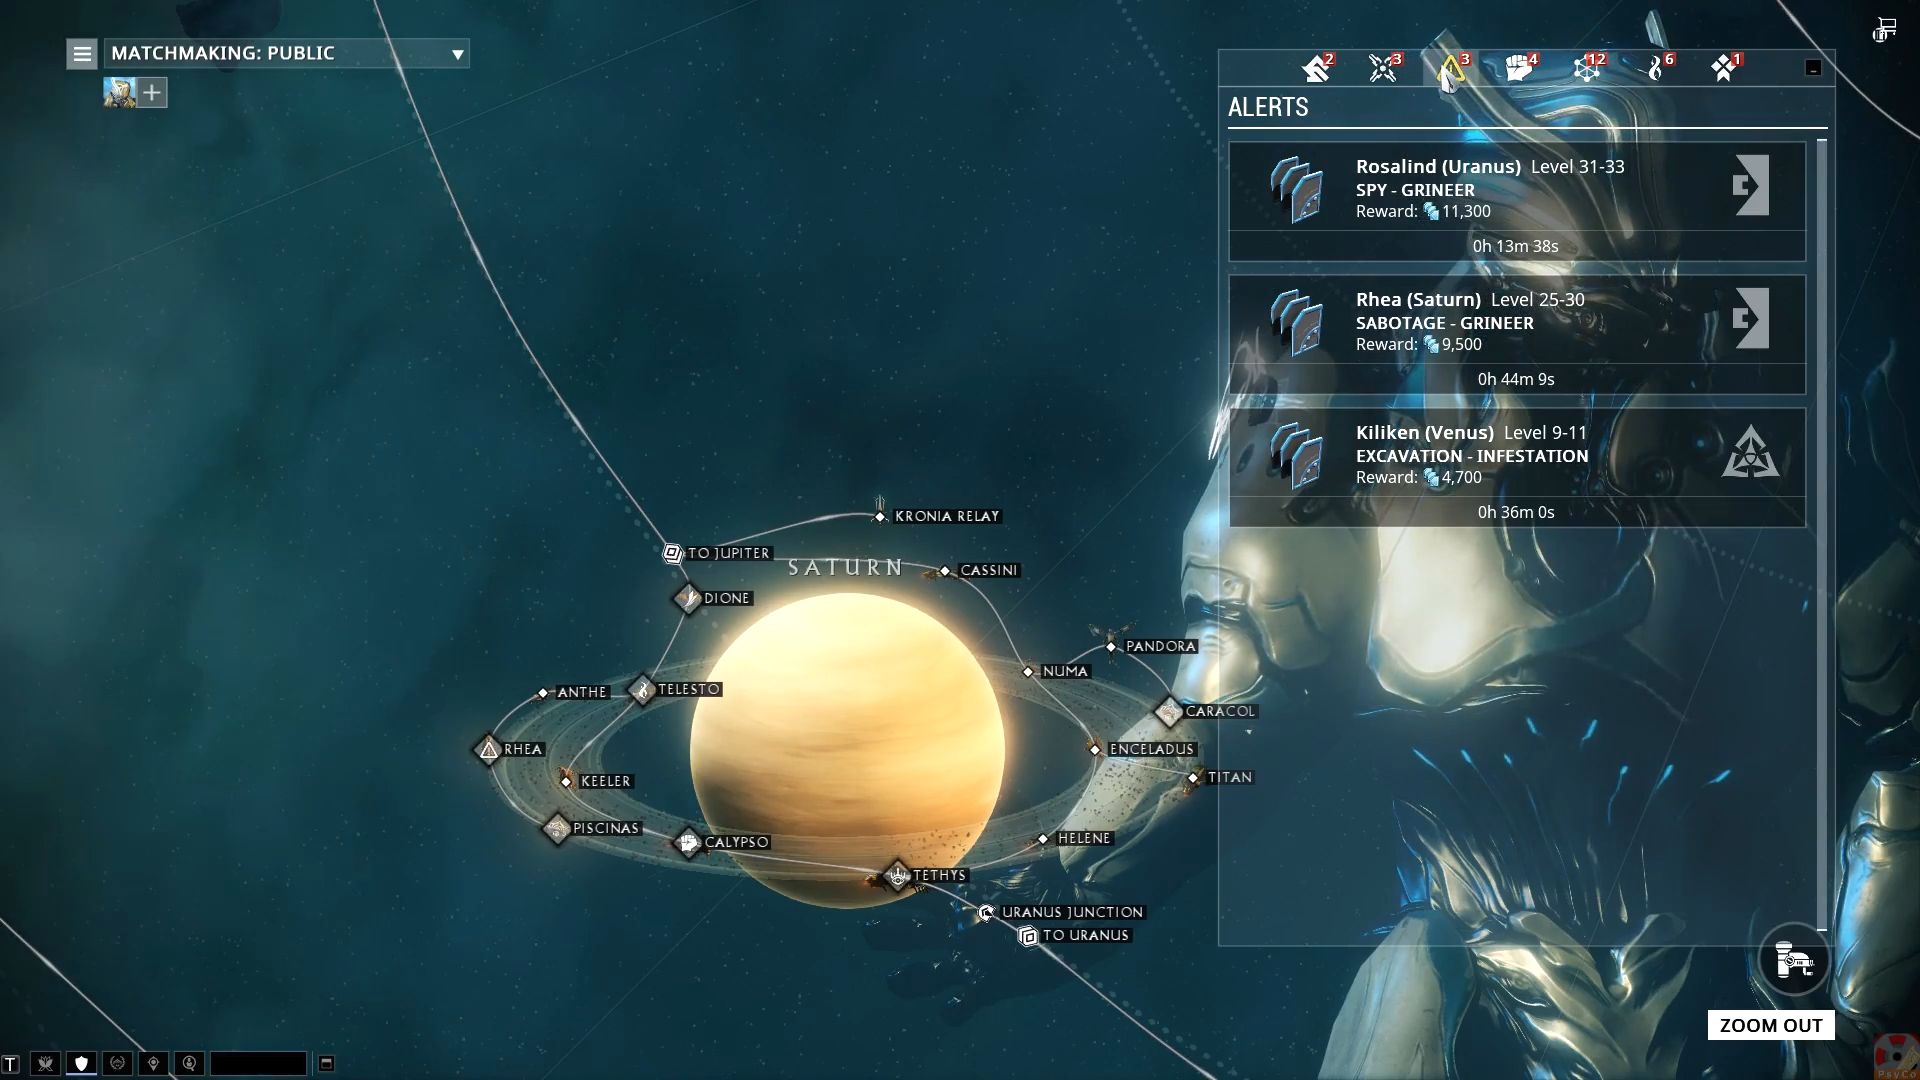 MATCHMAKING: PUBLIC
2
3
3
4
12
6
1
ALERTS
Rosalind (Uranus) Level 31-33
SPY - GRINEER
Reward: 11,300
0h 13m 38s
Rhea (Saturn) Level 25-30
SABOTAGE - GRINEER
Reward: 9,500
0h 44m 9s
Kiliken (Venus) Level 9-11
EXCAVATION - INFESTATION
Reward: 4,700
0h 36m 0s
KRONIA RELAY
TO JUPITER
SATURN
CASSINI
DIONE
PANDORA
NUMA
ANTHE
TELESTO
CARACOL
RHEA
ENCELADUS
KEELER
TITAN
PISCINAS
CALYPSO
HELENE
TETHYS
URANUS JUNCTION
TO URANUS
ZOOM OUT
T
PsyCo